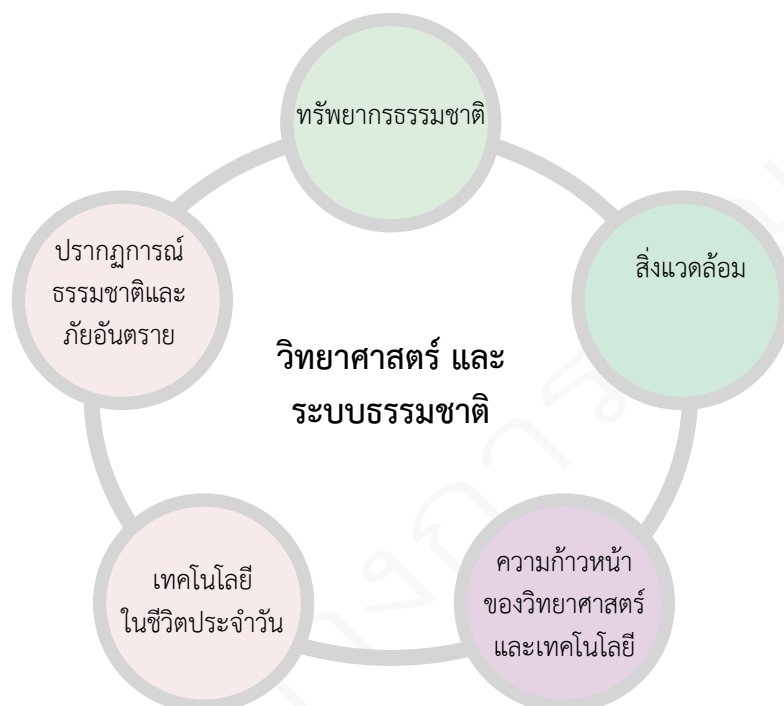 ทรัพยากรธรรมชาติ
สิ่งแวดล้อม
ความก้าวหน้า
ของวิทยาศาสตร์
และเทคโนโลยี
เทคโนโลยี
ในชีวิตประจำวัน
ปรากฏการณ์
ธรรมชาติและ
ภัยอันตราย
วิทยาศาสตร์ และ
ระบบธรรมชาติ